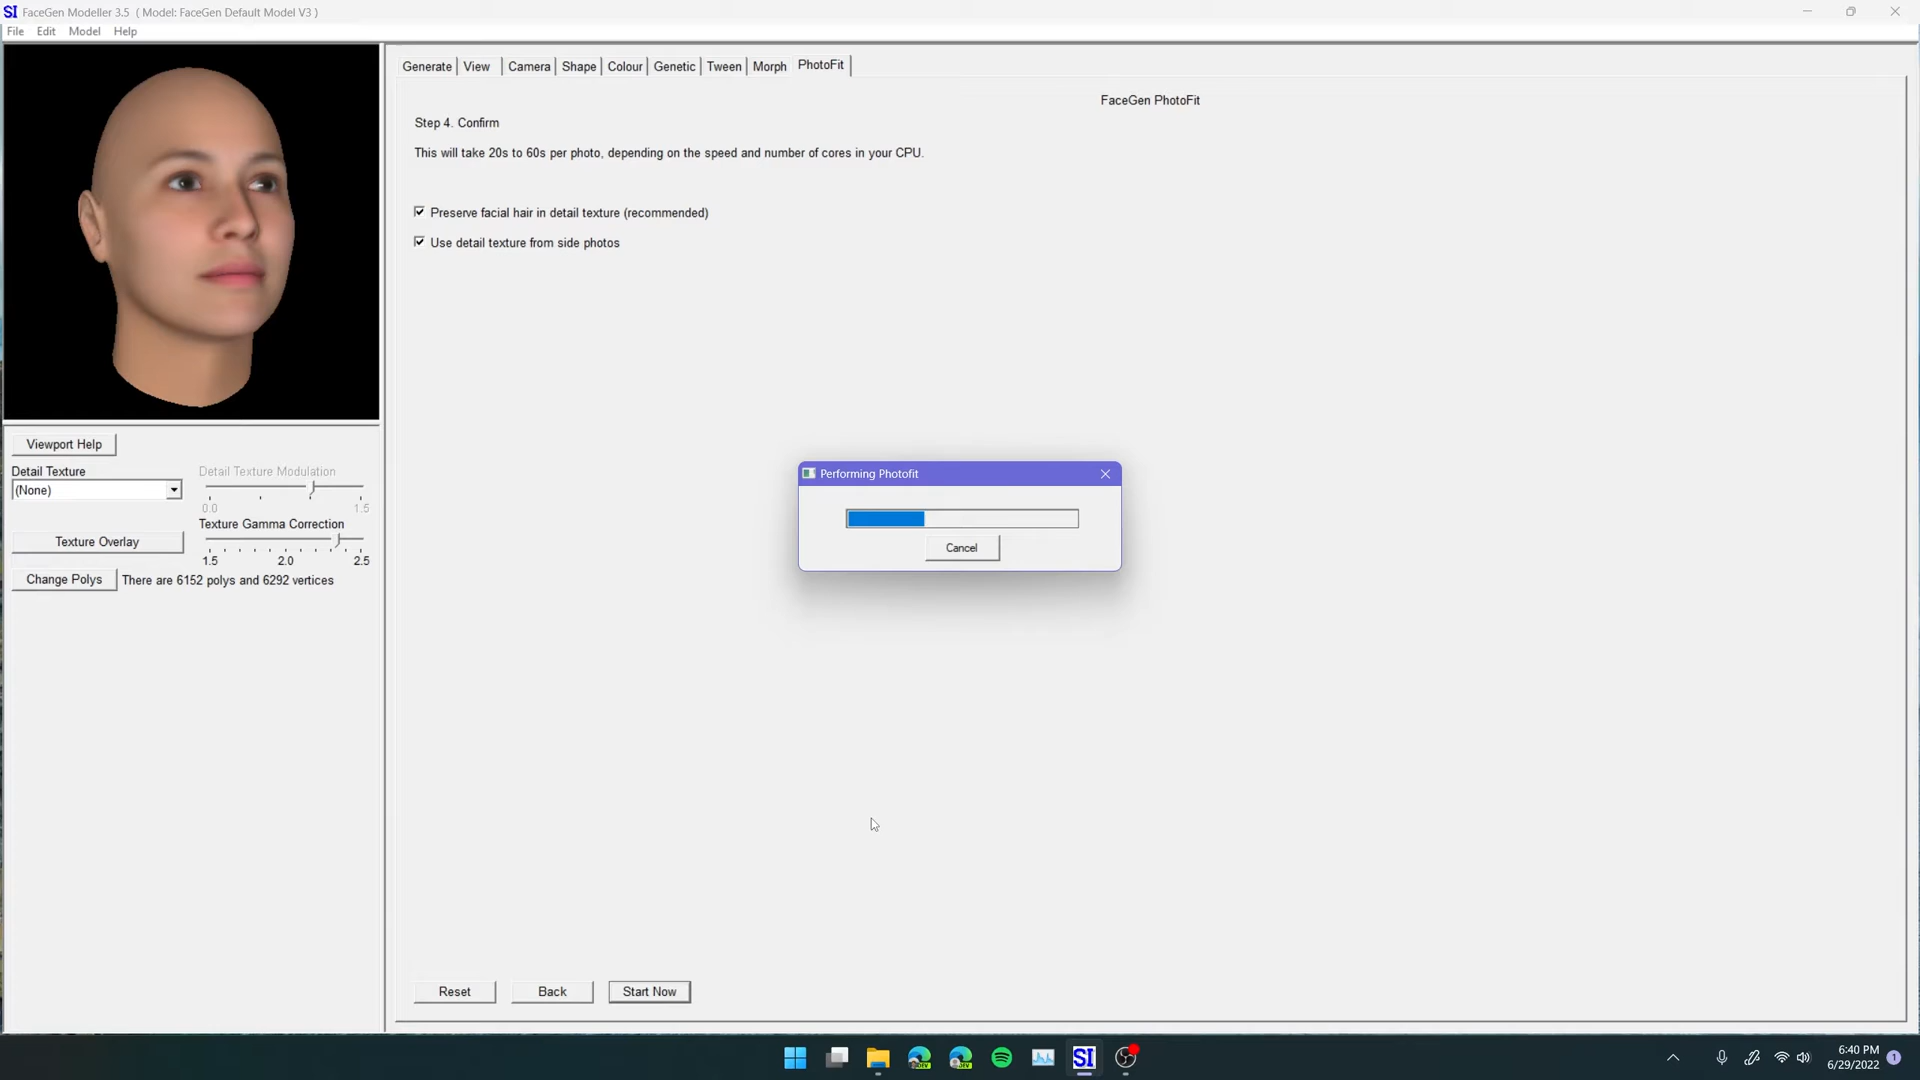 SI FaceGen Modeller 3.5 ( Model: FaceGen Default Model V3 )
File Edit Model Help
Generate View Camera Shape Colour Genetic Tween Morph PhotoFit
FaceGen PhotoFit
Step 4. Confirm
This will take 20s to 60s per photo, depending on the speed and number of cores in your CPU.
Preserve facial hair in detail texture (recommended)
Use detail texture from side photos
Viewport Help
Detail Texture
Detail Texture Modulation
(None)
0.0 1.5
Texture Gamma Correction
Texture Overlay
1.5 2.0 2.5
Change Polys There are 6152 polys and 6292 vertices
Performing Photofit
Cancel
Reset Back Start Now
DEV DEV SI
6:40 PM
6/29/2022
1